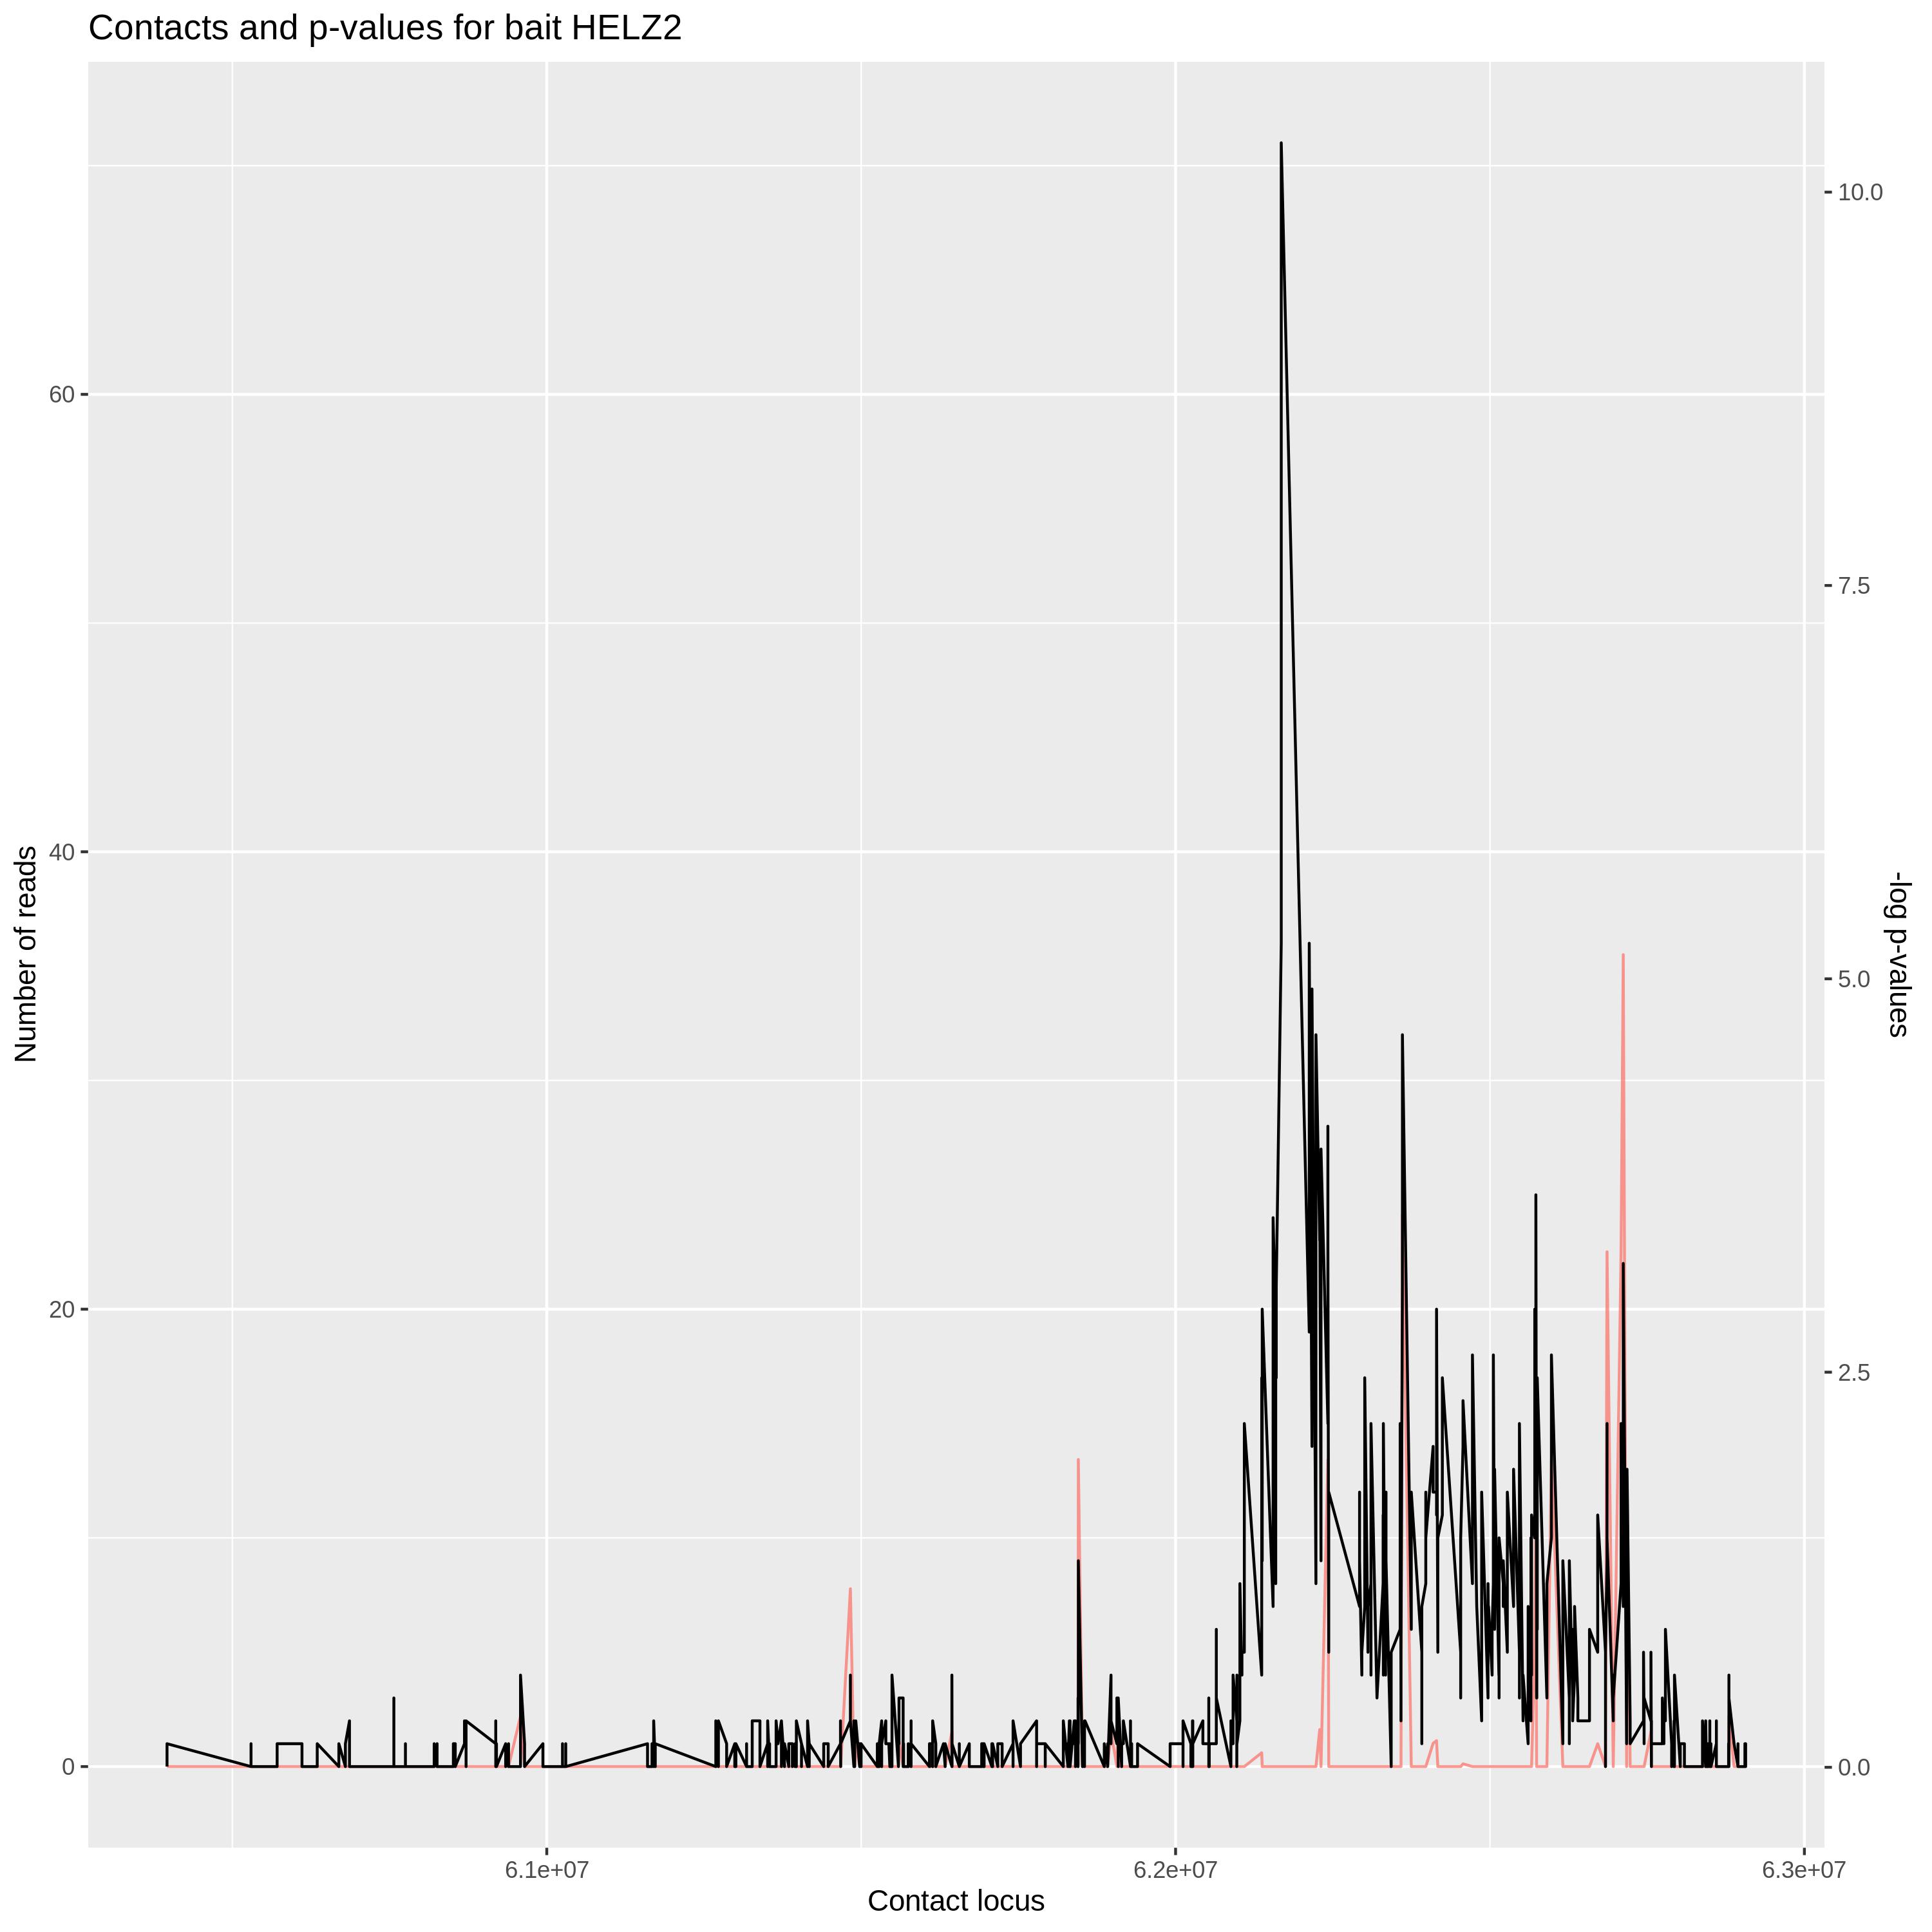 Contacts and p-values for bait HELZ2
Number of reads
60
40
20
0
10.0
7.5
5.0
2.5
0.0
-log p-values
6.1e+07
6.2e+07
6.3e+07
Contact locus